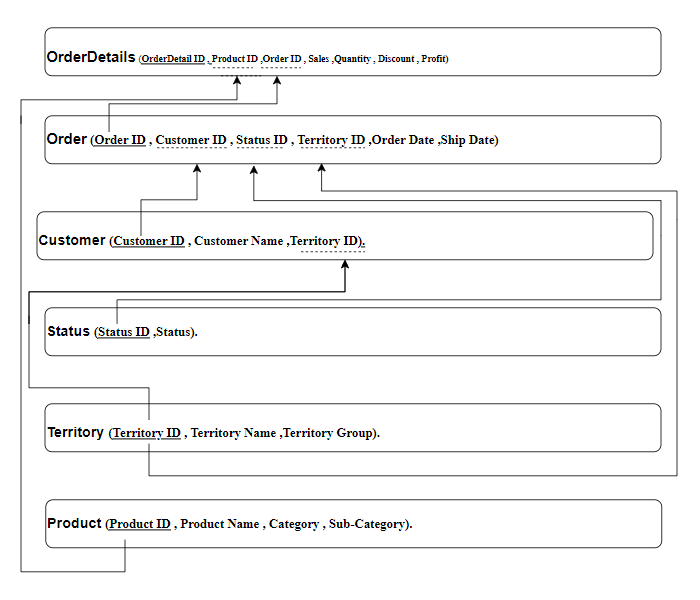 OrderDetails (OrderDetail ID , Product ID ,Order ID , Sales ,Quantity , Discount , Profit)
Order (Order ID , Customer ID , Status ID , Territory ID ,Order Date ,Ship Date)
Customer (Customer ID , Customer Name ,Territory ID).
Status (Status ID ,Status).
Territory (Territory ID , Territory Name ,Territory Group).
Product (Product ID , Product Name , Category , Sub-Category).